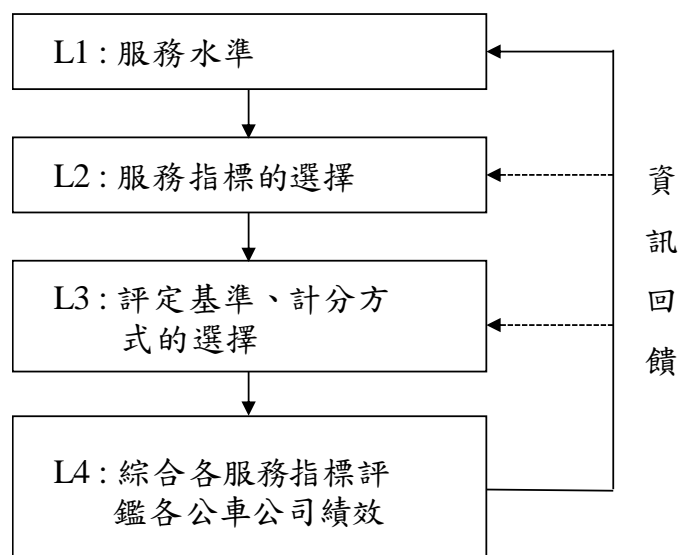 L1 : 服務水準
L2 : 服務指標的選擇
L3 : 評定基準、計分方
式的選擇
L4 : 綜合各服務指標評
鑑各公車公司績效
資
訊
回
饋